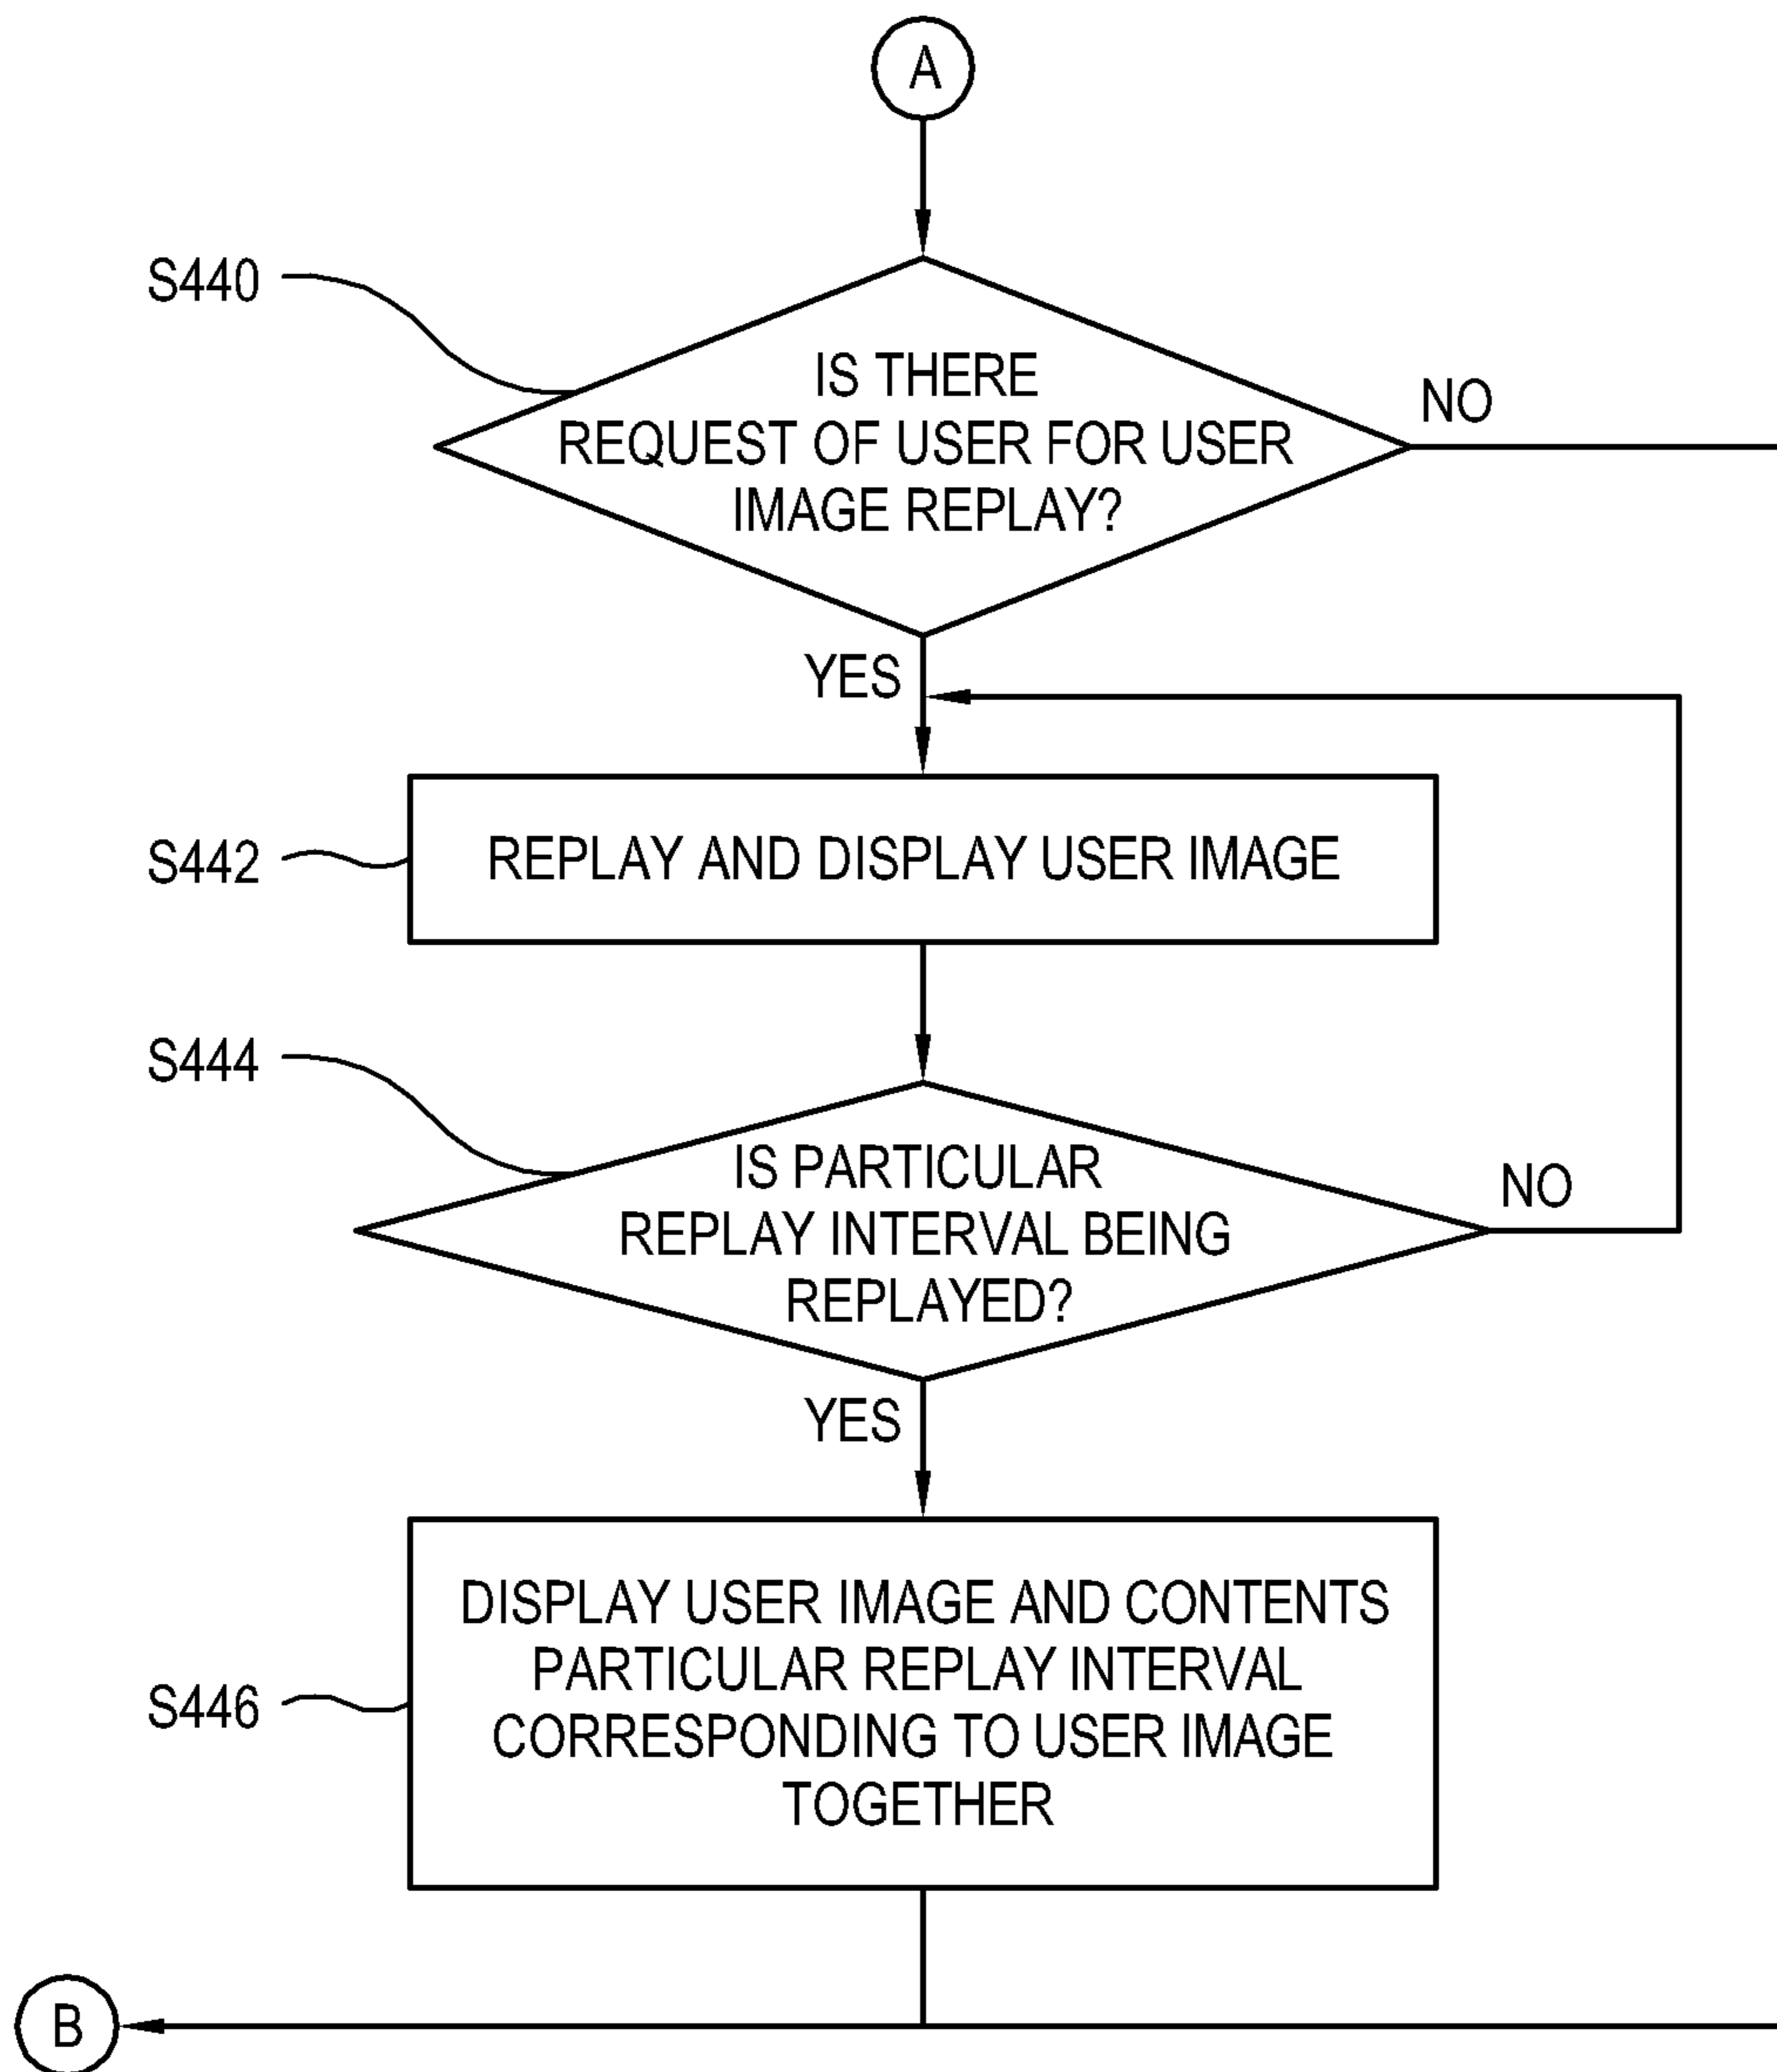 A
S440
IS THERE
REQUEST OF USER FOR USER
IMAGE REPLAY?
NO
YES
S442
REPLAY AND DISPLAY USER IMAGE
S444
IS PARTICULAR
REPLAY INTERVAL BEING
REPLAYED?
NO
YES
S446
DISPLAY USER IMAGE AND CONTENTS
PARTICULAR REPLAY INTERVAL
CORRESPONDING TO USER IMAGE
TOGETHER
B